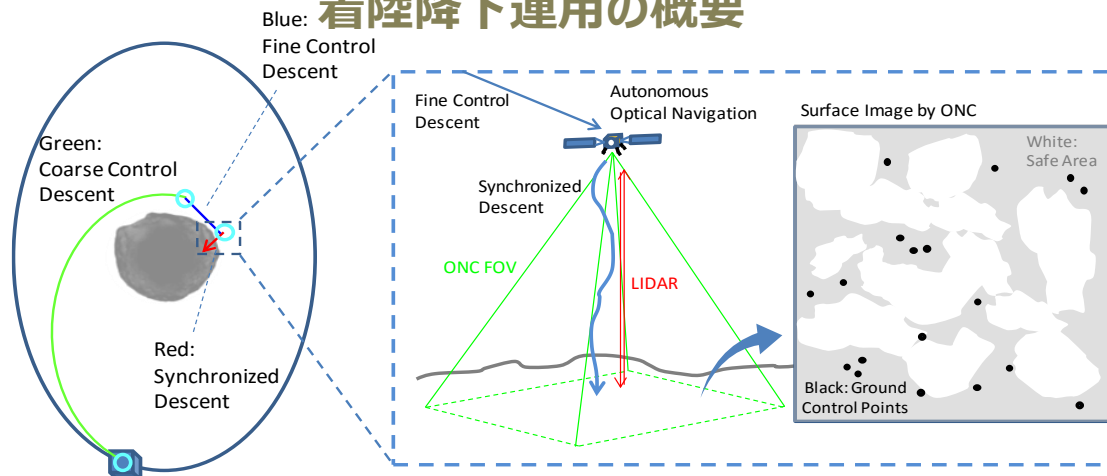 着陸降下運用の概要
Blue:
Fine Control
Descent
Green:
Coarse Control
Descent
Red:
Synchronized
Descent
Fine Control
Descent
Autonomous
Optical Navigation
Synchronized
Descent
ONC FOV
LIDAR
Surface Image by ONC
White:
Safe Area
Black: Ground
Control Points